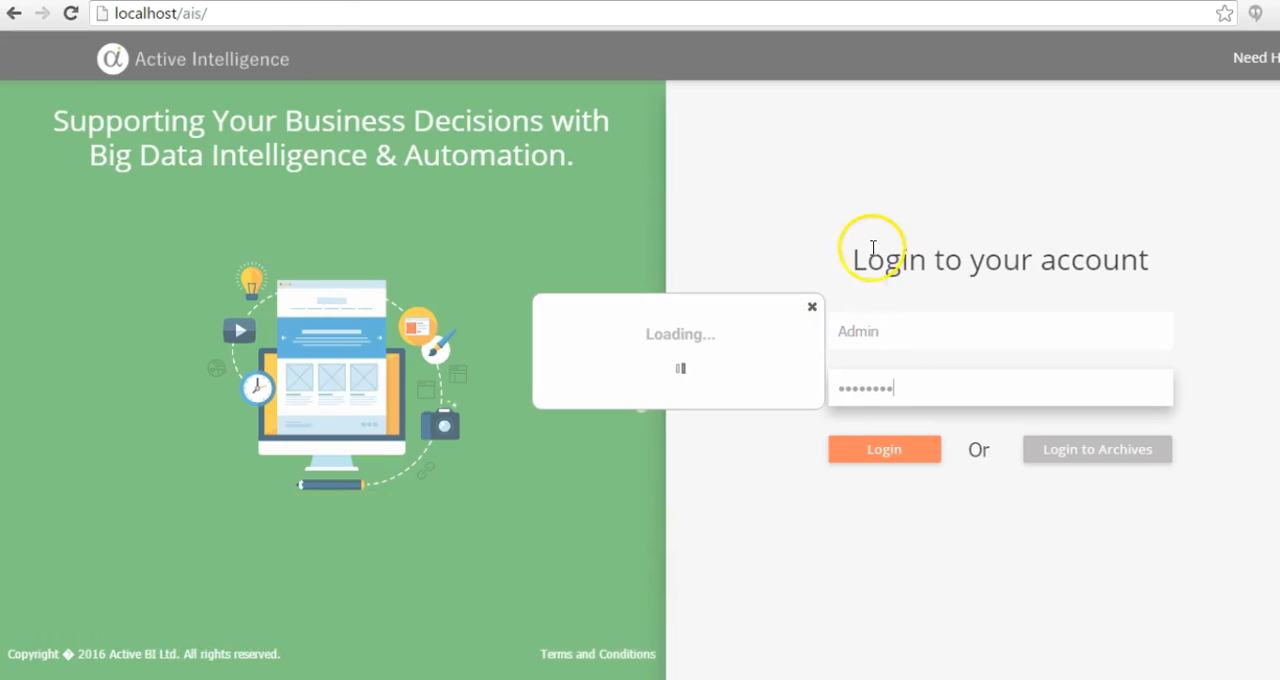 localhost/ais/
Active Intelligence
Need H
Supporting Your Business Decisions with
Big Data Intelligence & Automation.
Login to your account
Loading...
Admin
••••••••
Login
Or
Login to Archives
Copyright � 2016 Active BI Ltd. All rights reserved.
Terms and Conditions